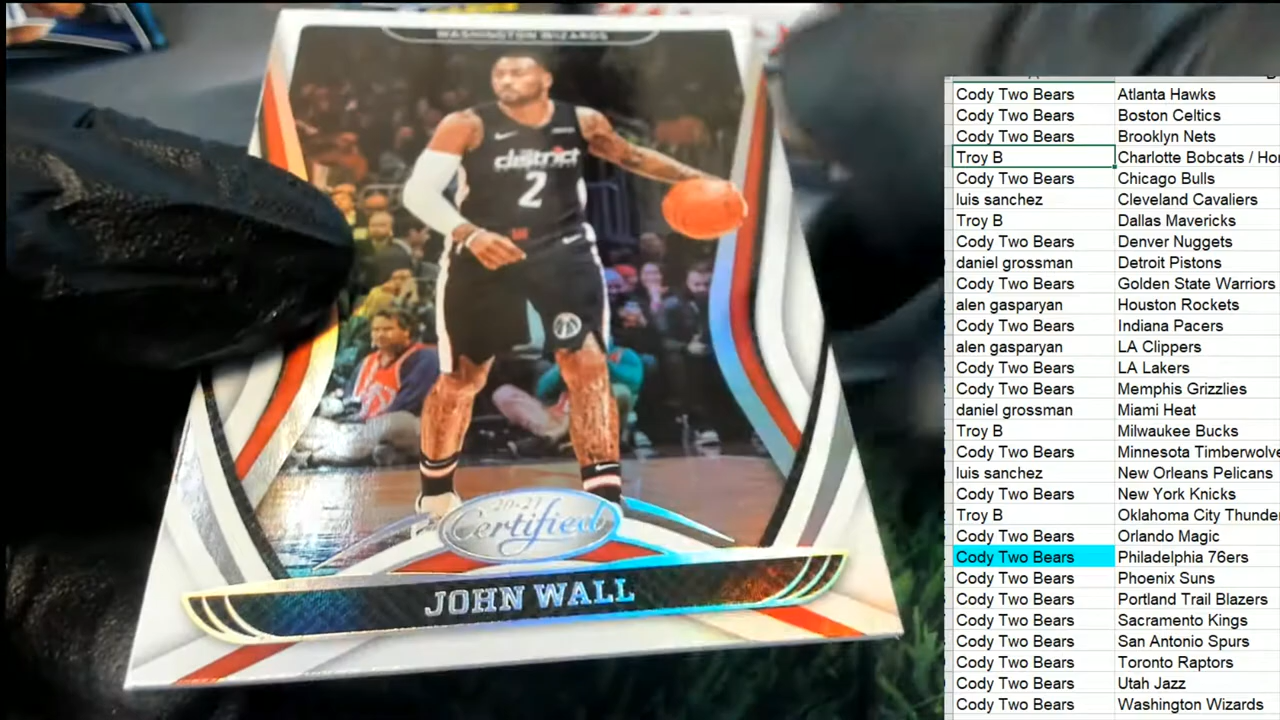 WASHINGTON WIZARDS
district
2
20-21
Certified
JOHN WALL
Cody Two Bears Atlanta Hawks
Cody Two Bears Boston Celtics
Cody Two Bears Brooklyn Nets
Troy B Charlotte Bobcats / Hor
Cody Two Bears Chicago Bulls
luis sanchez Cleveland Cavaliers
Troy B Dallas Mavericks
Cody Two Bears Denver Nuggets
daniel grossman Detroit Pistons
Cody Two Bears Golden State Warriors
alen gasparyan Houston Rockets
Cody Two Bears Indiana Pacers
alen gasparyan LA Clippers
Cody Two Bears LA Lakers
Cody Two Bears Memphis Grizzlies
daniel grossman Miami Heat
Troy B Milwaukee Bucks
Cody Two Bears Minnesota Timberwolve
luis sanchez New Orleans Pelicans
Cody Two Bears New York Knicks
Troy B Oklahoma City Thunde
Cody Two Bears Orlando Magic
Cody Two Bears Philadelphia 76ers
Cody Two Bears Phoenix Suns
Cody Two Bears Portland Trail Blazers
Cody Two Bears Sacramento Kings
Cody Two Bears San Antonio Spurs
Cody Two Bears Toronto Raptors
Cody Two Bears Utah Jazz
Cody Two Bears Washington Wizards